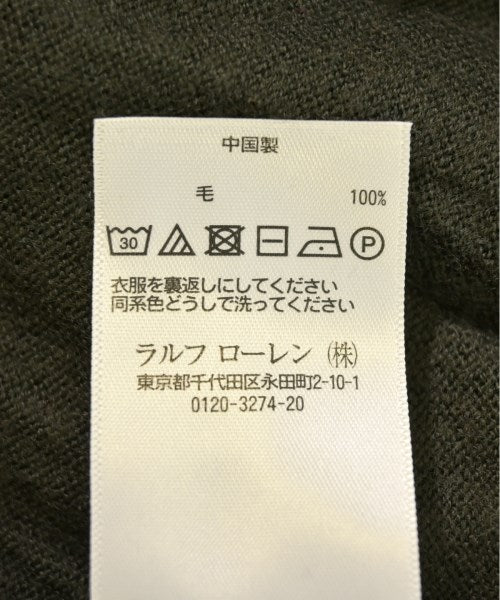 中国製
毛 100%
30 P
衣服を裏返しにしてください
同系色どうしで洗ってください
ラルフ ローレン (株)
東京都千代田区永田町2-10-1
0120-3274-20